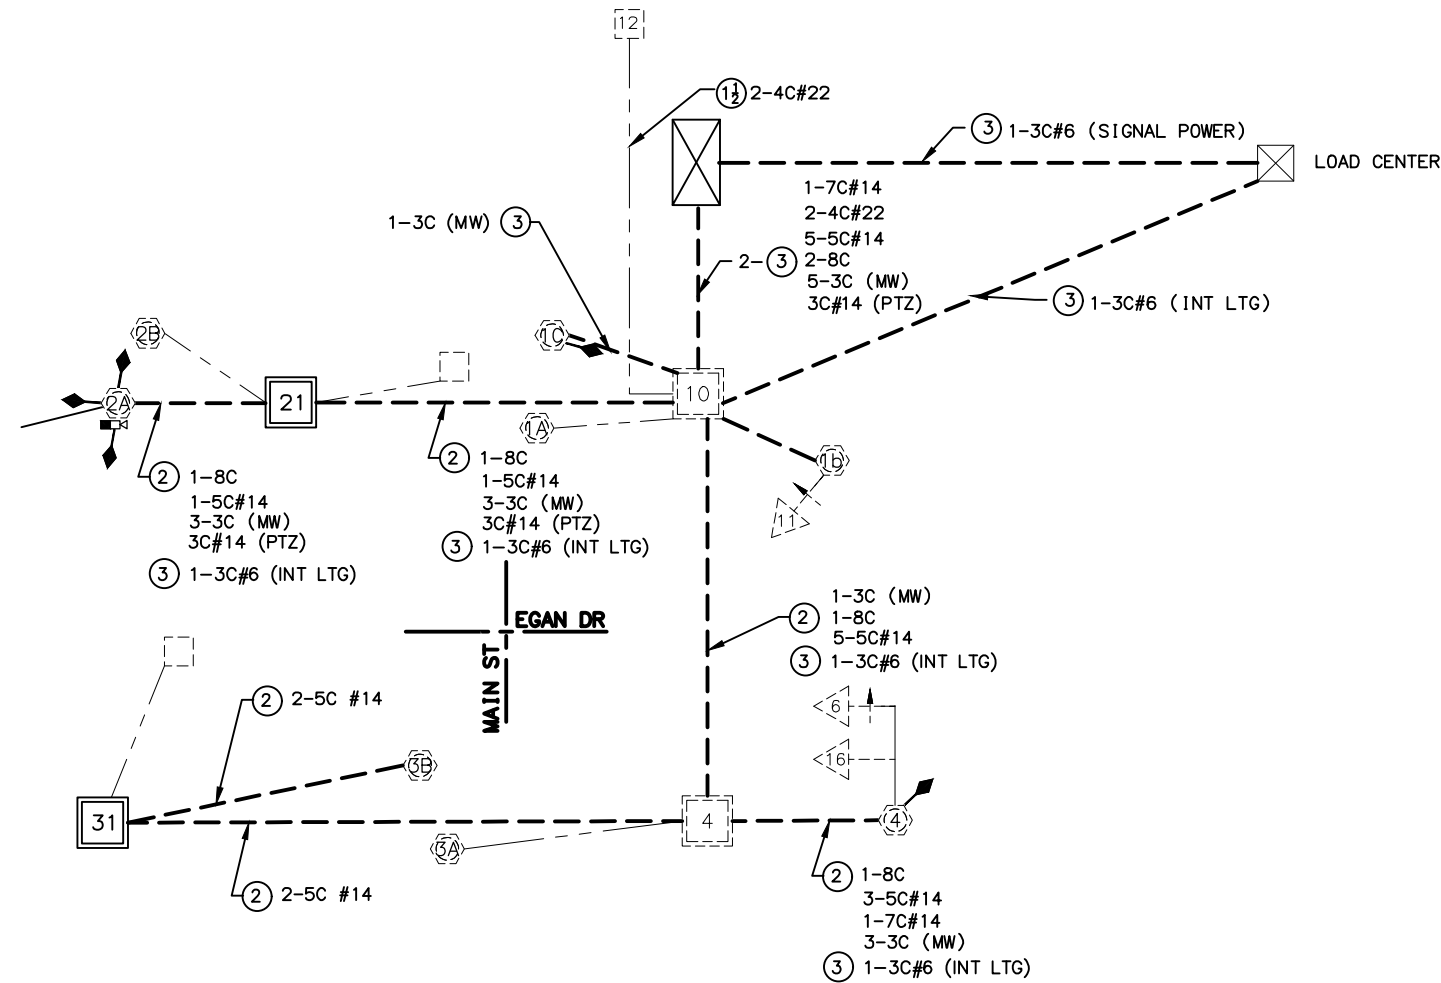 12
1½ 2-4C#22
3 1-3C#6 (SIGNAL POWER)
LOAD CENTER
1-7C#14
2-4C#22
5-5C#14
2- 3 2-8C
5-3C (MW)
3C#14 (PTZ)
1-3C (MW) 3
3 1-3C#6 (INT LTG)
2B
1C
2A
21
10
1A
1b
11
2 1-8C
1-5C#14
3-3C (MW)
3C#14 (PTZ)
3 1-3C#6 (INT LTG)
2 1-8C
1-5C#14
3-3C (MW)
3C#14 (PTZ)
3 1-3C#6 (INT LTG)
EGAN DR
MAIN ST
1-3C (MW)
2 1-8C
5-5C#14
3 1-3C#6 (INT LTG)
6
16
2 2-5C #14
3B
31
4
4
3A
2 2-5C #14
2 1-8C
3-5C#14
1-7C#14
3-3C (MW)
3 1-3C#6 (INT LTG)